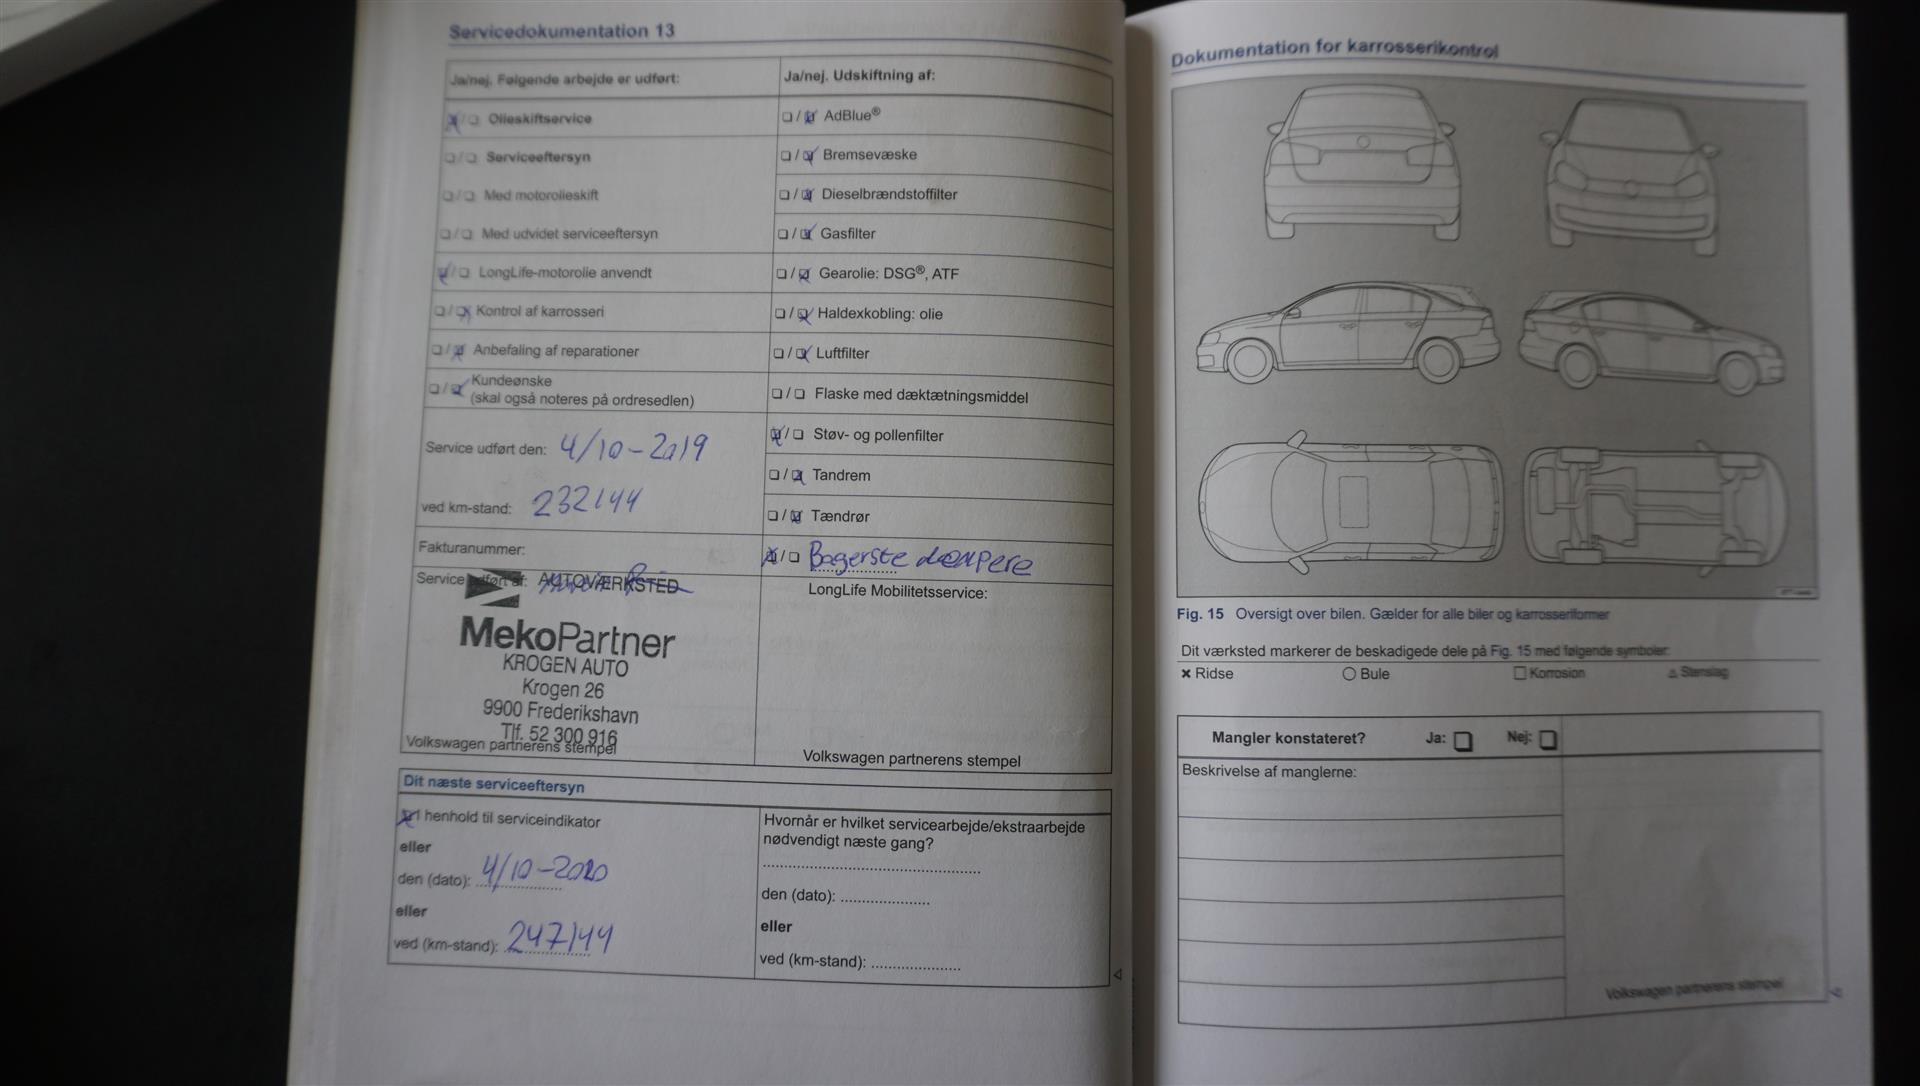 Servicedokumentation 13
Ja/nej. Følgende arbejde er udført:
Olieskiftservice
Serviceeftersyn
Med motorolieskift
Med udvidet serviceeftersyn
LongLife-motorolie anvendt
Kontrol af karrosseri
Anbefaling af reparationer
Kundeønske
(skal også noteres på ordresedlen)
Service udført den: 4/10-2019
ved km-stand: 232144
Fakturanummer:
Service udført af: AUTOVÆRKSTED
MekoPartner
KROGEN AUTO
Krogen 26
9900 Frederikshavn
Tlf. 52 300 916
Volkswagen partnerens stempel
Ja/nej. Udskiftning af:
AdBlue®
Bremsevæske
Dieselbrændstoffilter
Gasfilter
Gearolie: DSG®, ATF
Haldexkobling: olie
Luftfilter
Flaske med dæktætningsmiddel
Støv- og pollenfilter
Tandrem
Tændrør
Bagerste dæmpere
LongLife Mobilitetsservice:
Volkswagen partnerens stempel
Dit næste serviceeftersyn
I henhold til serviceindikator
eller
den (dato): 4/10-2020
eller
ved (km-stand): 247144
Hvornår er hvilket servicearbejde/ekstraarbejde
nødvendigt næste gang?
den (dato):
eller
ved (km-stand):
Dokumentation for karrosserikontrol
Fig. 15 Oversigt over bilen. Gælder for alle biler og karrosseriformer
Dit værksted markerer de beskadigede dele på Fig. 15 med følgende symboler:
Ridse Bule Korrosion Stenslag
Mangler konstateret? Ja: Nej:
Beskrivelse af manglerne:
Volkswagen partnerens stempel